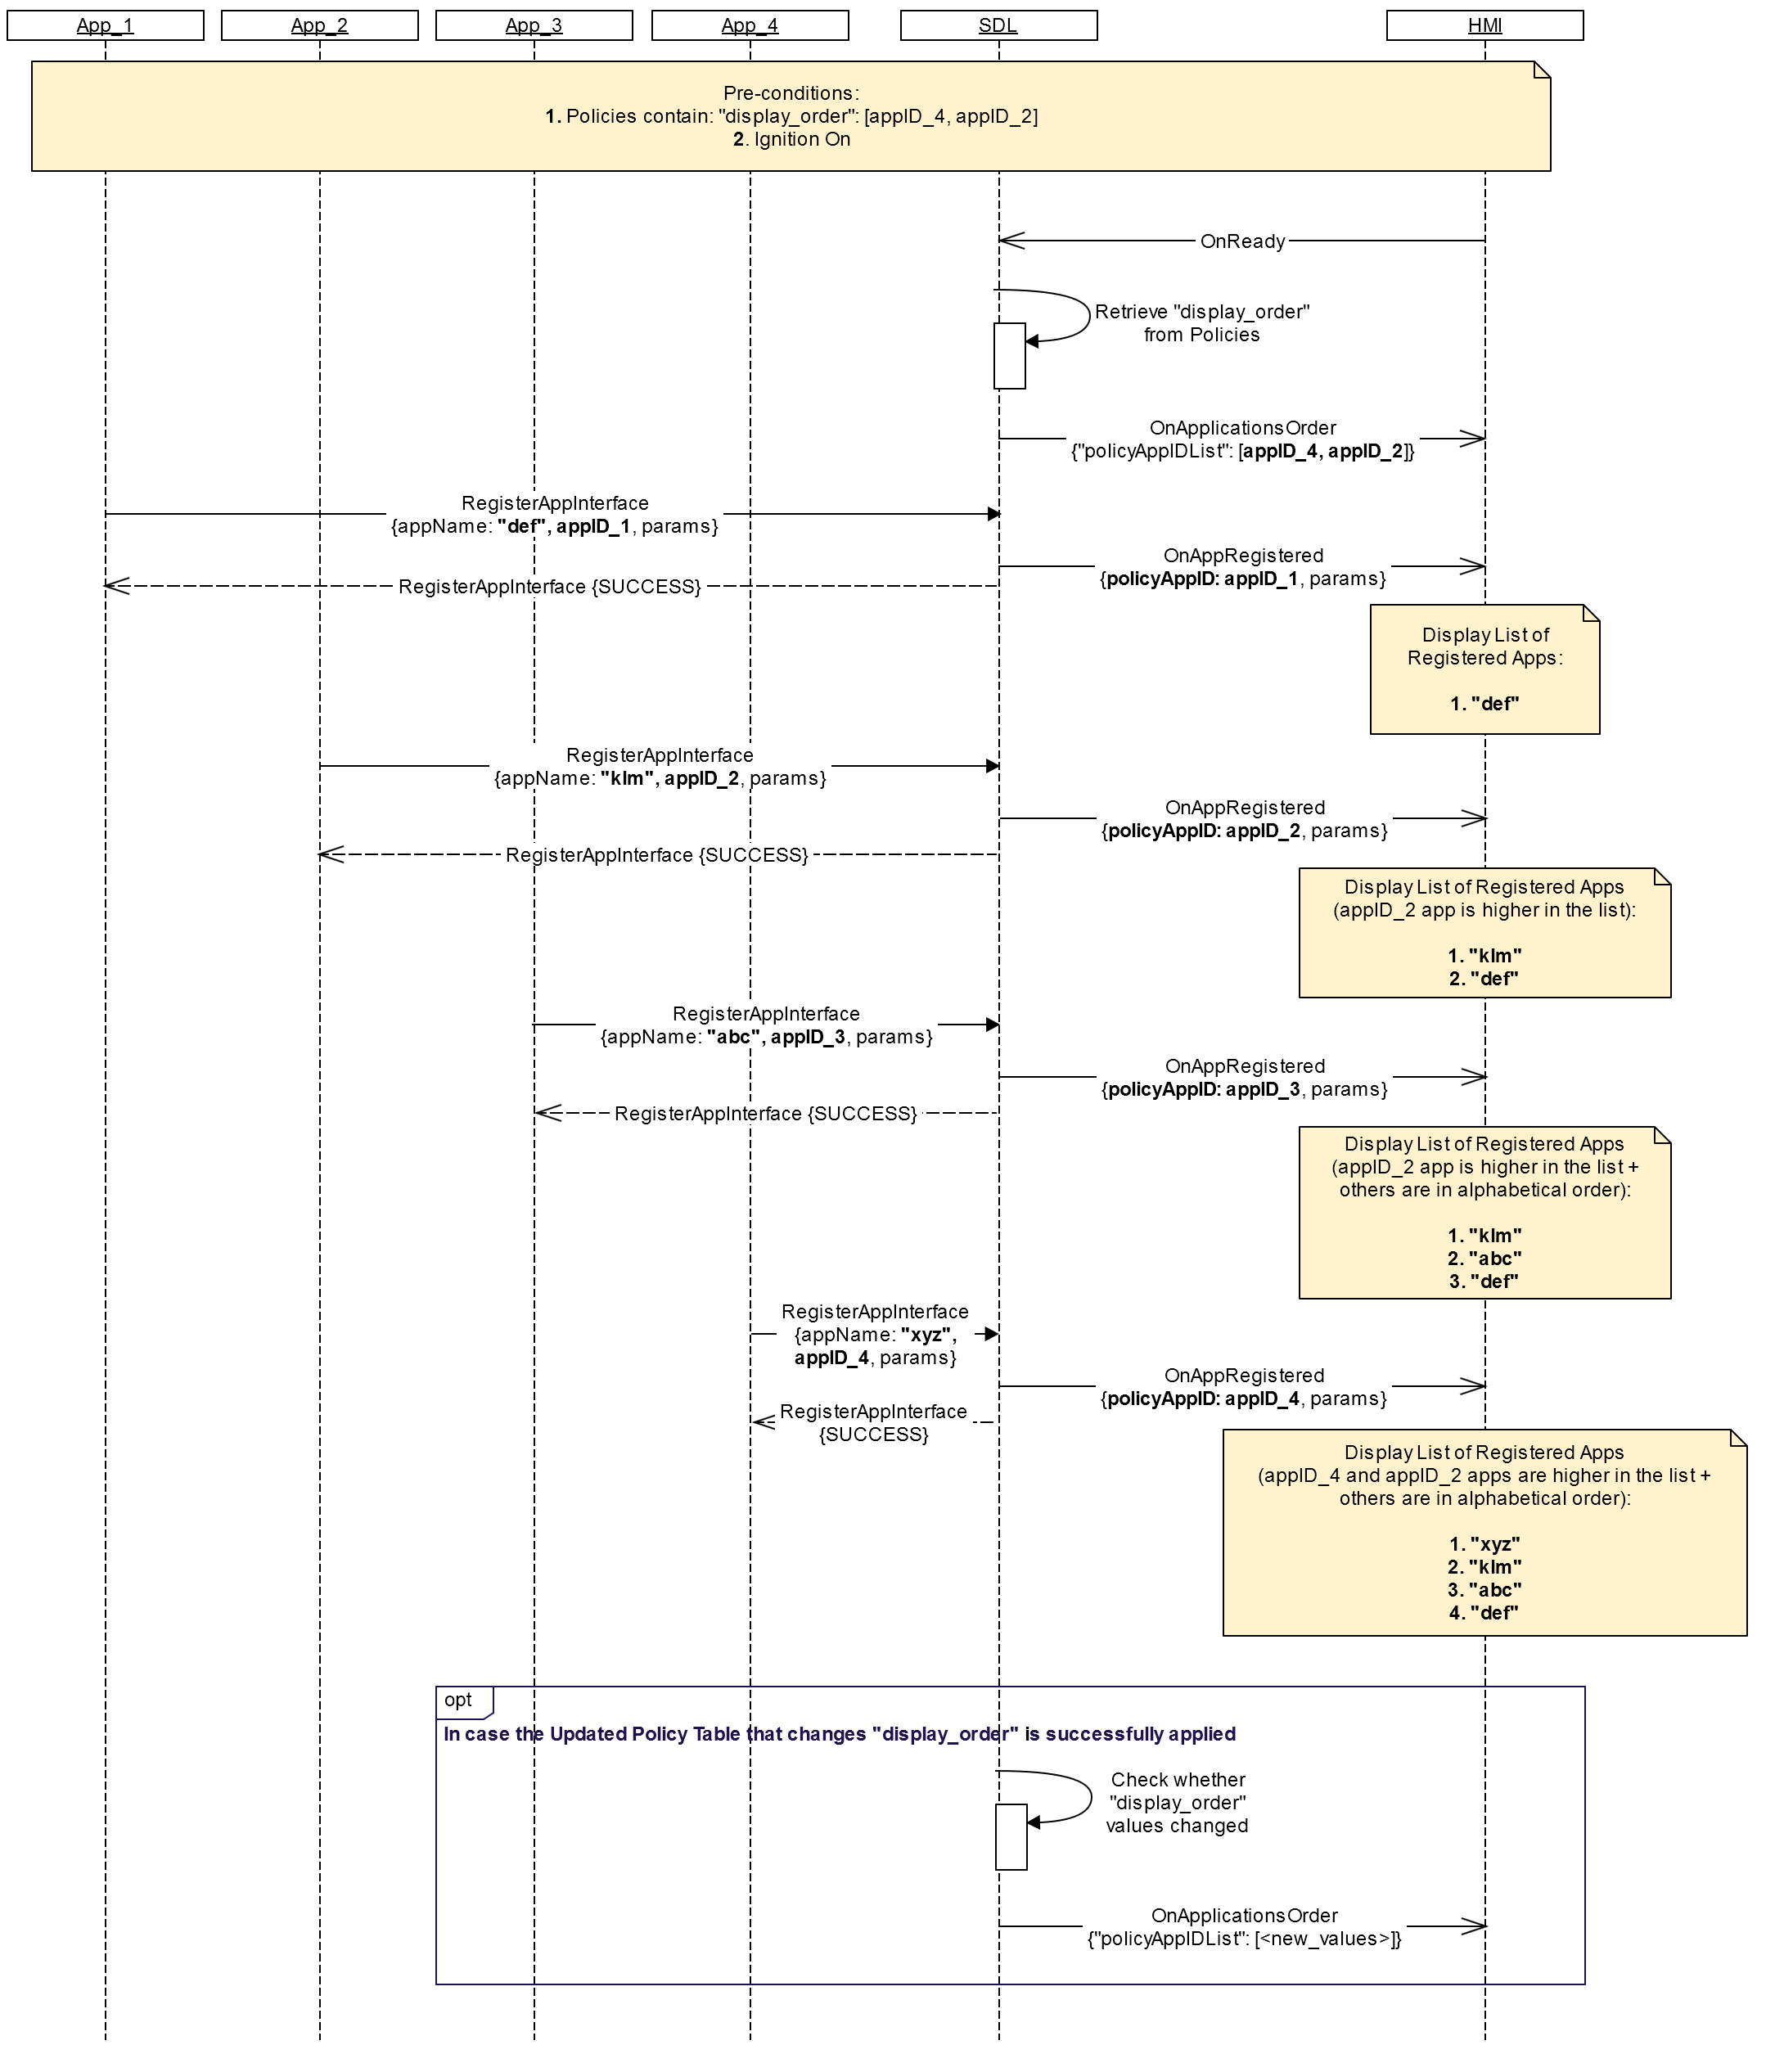 App_1
App_2
App_3
App_4
SDL
HMI
Pre-conditions:
1. Policies contain: "display_order": [appID_4, appID_2]
2. Ignition On
OnReady
Retrieve "display_order"
from Policies
OnApplicationsOrder
{"policyAppIDList": [appID_4, appID_2]}
RegisterAppInterface
{appName: "def", appID_1, params}
OnAppRegistered
{policyAppID: appID_1, params}
RegisterAppInterface {SUCCESS}
Display List of
Registered Apps:
1. "def"
RegisterAppInterface
{appName: "klm", appID_2, params}
OnAppRegistered
{policyAppID: appID_2, params}
RegisterAppInterface {SUCCESS}
Display List of Registered Apps
(appID_2 app is higher in the list):
1. "klm"
2. "def"
RegisterAppInterface
{appName: "abc", appID_3, params}
OnAppRegistered
{policyAppID: appID_3, params}
RegisterAppInterface {SUCCESS}
Display List of Registered Apps
(appID_2 app is higher in the list +
others are in alphabetical order):
1. "klm"
2. "abc"
3. "def"
RegisterAppInterface
{appName: "xyz",
appID_4, params}
OnAppRegistered
{policyAppID: appID_4, params}
RegisterAppInterface
{SUCCESS}
Display List of Registered Apps
(appID_4 and appID_2 apps are higher in the list +
others are in alphabetical order):
1. "xyz"
2. "klm"
3. "abc"
4. "def"
opt
In case the Updated Policy Table that changes "display_order" is successfully applied
Check whether
"display_order"
values changed
OnApplicationsOrder
{"policyAppIDList": [<new_values>]}